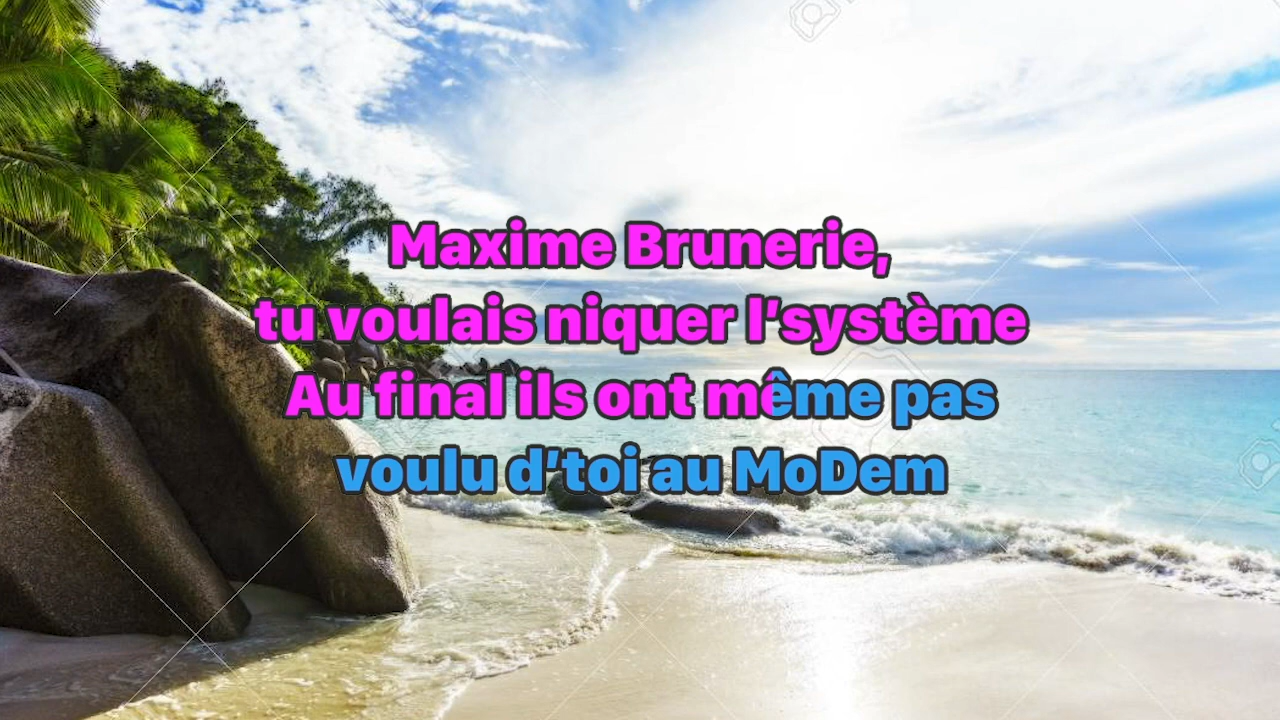 Maxime Brunerie,
tu voulais niquer l’système
Au final ils ont même pas
voulu d’toi au MoDem